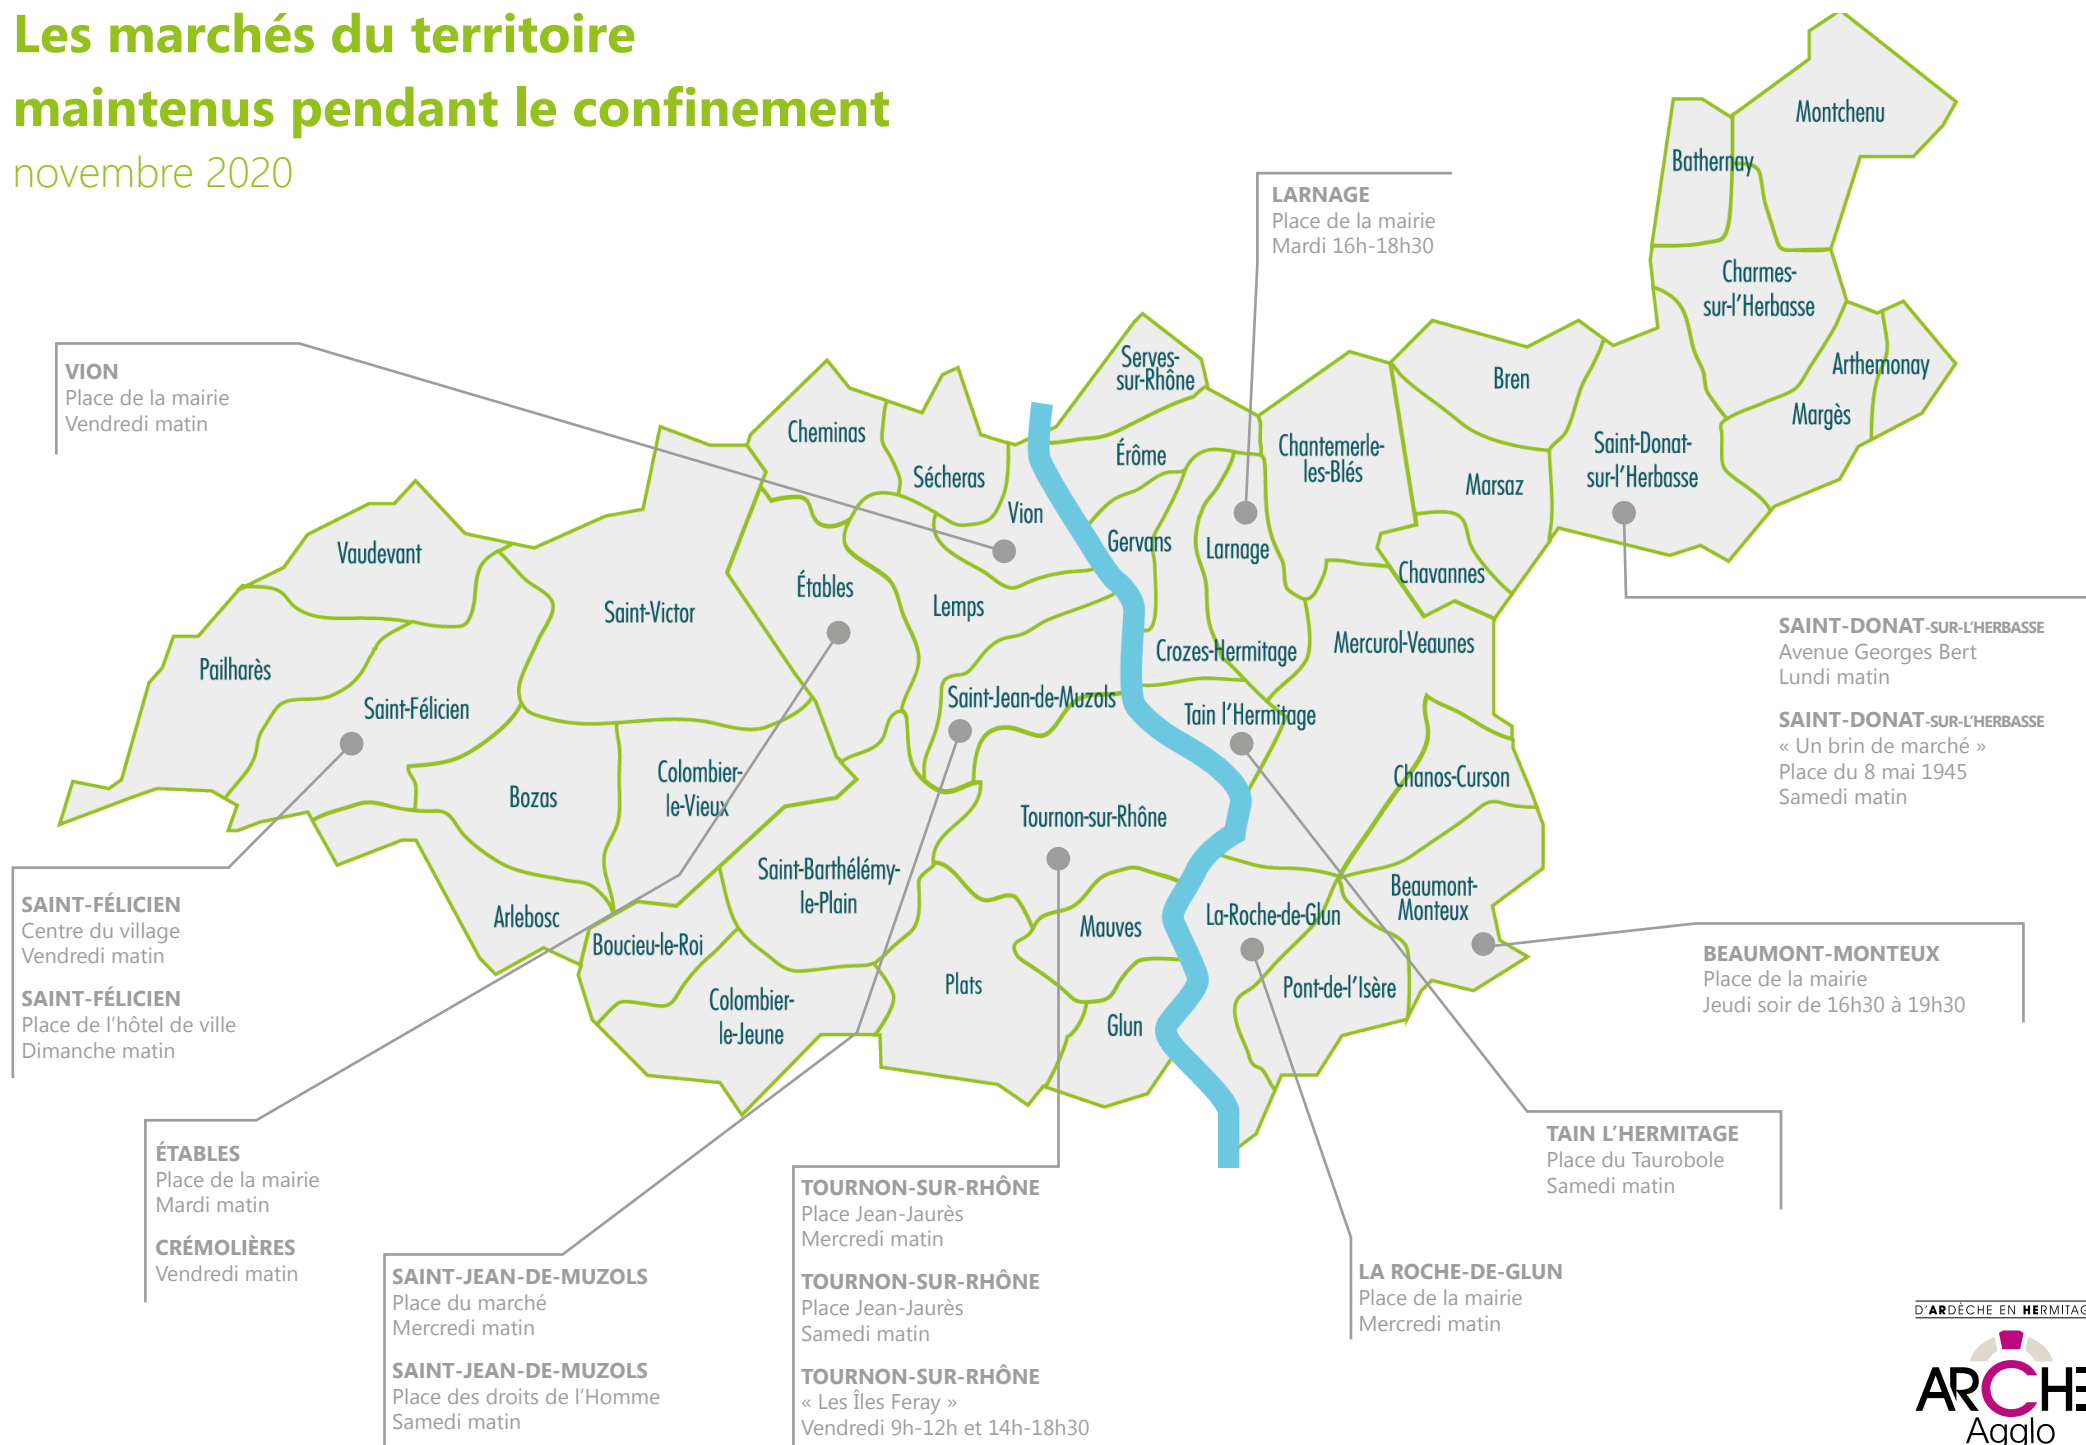 Les marchés du territoire
maintenus pendant le confinement
novembre 2020
LARNAGE
Place de la mairie
Mardi 16h-18h30
VION
Place de la mairie
Vendredi matin
Montchenu
Bathernay
Charmes-
sur-l'Herbasse
Arthemonay
Margès
Serves-
sur-Rhône
Bren
Cheminas
Sécheras
Érôme
Chantemerle-
les-Blés
Saint-Donat-
sur-l'Herbasse
Marsaz
Vion
Gervans
Larnage
Chavannes
Vaudevant
Étables
Lemps
Saint-Victor
Crozes-Hermitage
Mercurol-Veaunes
Pailharès
Saint-Félicien
Saint-Jean-de-Muzols
Tain l'Hermitage
Colombier-
le-Vieux
Bozas
Chanos-Curson
Tournon-sur-Rhône
Saint-Barthélémy-
le-Plain
Beaumont-
Monteux
Arlebosc
Boucieu-le-Roi
Mauves
La-Roche-de-Glun
Plats
Pont-de-l'Isère
Colombier-
le-Jeune
Glun
SAINT-DONAT-SUR-L'HERBASSE
Avenue Georges Bert
Lundi matin
SAINT-DONAT-SUR-L'HERBASSE
« Un brin de marché »
Place du 8 mai 1945
Samedi matin
SAINT-FÉLICIEN
Centre du village
Vendredi matin
SAINT-FÉLICIEN
Place de l'hôtel de ville
Dimanche matin
BEAUMONT-MONTEUX
Place de la mairie
Jeudi soir de 16h30 à 19h30
ÉTABLES
Place de la mairie
Mardi matin
CRÉMOLIÈRES
Vendredi matin
SAINT-JEAN-DE-MUZOLS
Place du marché
Mercredi matin
SAINT-JEAN-DE-MUZOLS
Place des droits de l'Homme
Samedi matin
TOURNON-SUR-RHÔNE
Place Jean-Jaurès
Mercredi matin
TOURNON-SUR-RHÔNE
Place Jean-Jaurès
Samedi matin
TOURNON-SUR-RHÔNE
« Les Îles Feray »
Vendredi 9h-12h et 14h-18h30
TAIN L'HERMITAGE
Place du Taurobole
Samedi matin
LA ROCHE-DE-GLUN
Place de la mairie
Mercredi matin
D'ARDÈCHE EN HERMITAG
ARCHE
Agglo